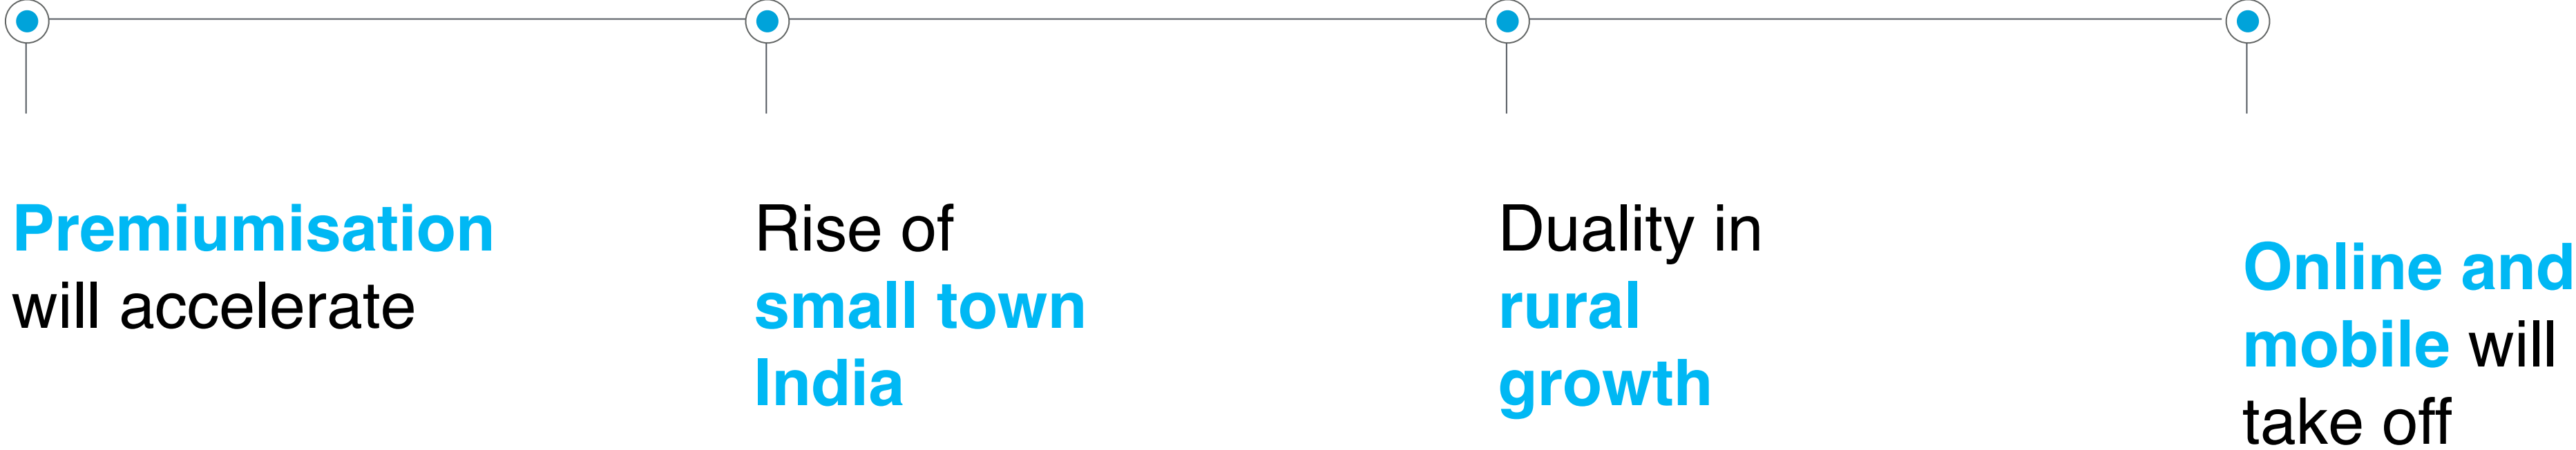 Premiumisation
will accelerate
Rise of
small town
India
Duality in
rural
growth
Online and
mobile will
take off